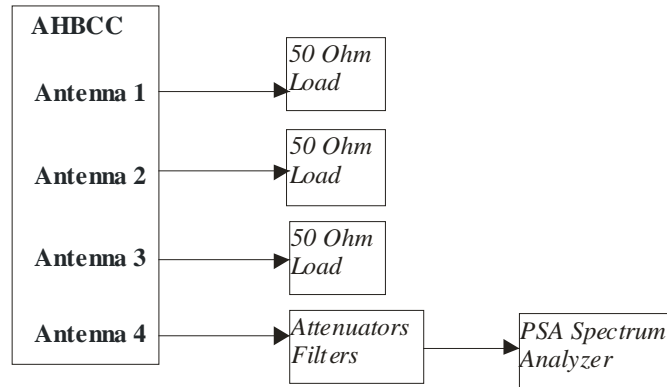 AHBCC
Antenna 1
50 Ohm
Load
Antenna 2
50 Ohm
Load
Antenna 3
50 Ohm
Load
Antenna 4
Attenuators
Filters
PSA Spectrum
Analyzer